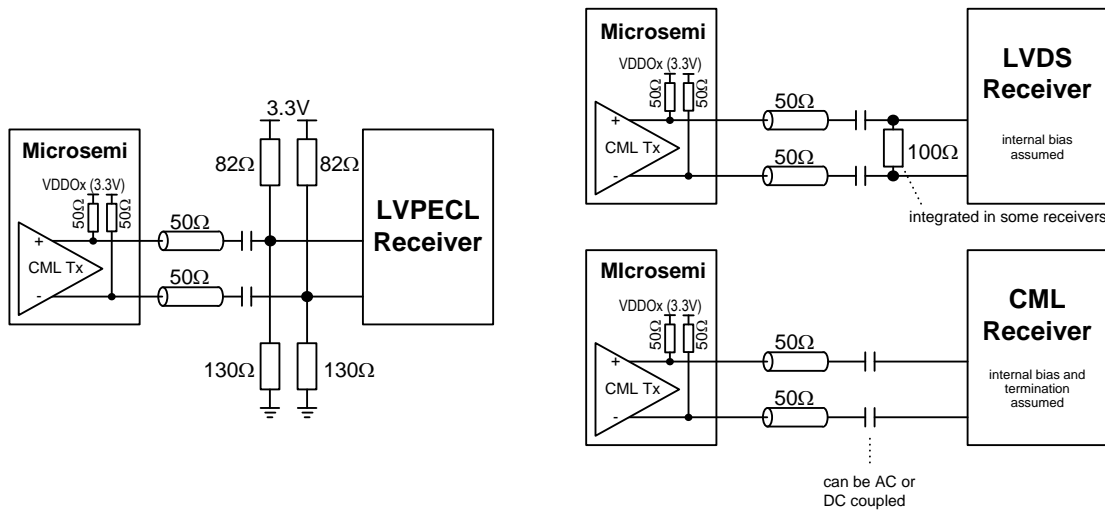 Microsemi
VDDOx (3.3V)
50Ω
50Ω
+
CML Tx
-
50Ω
50Ω
3.3V
82Ω
82Ω
130Ω
130Ω
LVPECL
Receiver
Microsemi
VDDOx (3.3V)
50Ω
50Ω
+
CML Tx
-
50Ω
50Ω
100Ω
LVDS
Receiver
internal bias
assumed
integrated in some receivers
MIcrosemi
VDDOx (3.3V)
50Ω
50Ω
+
CML Tx
-
50Ω
50Ω
CML
Receiver
internal bias and
termination
assumed
can be AC or
DC coupled